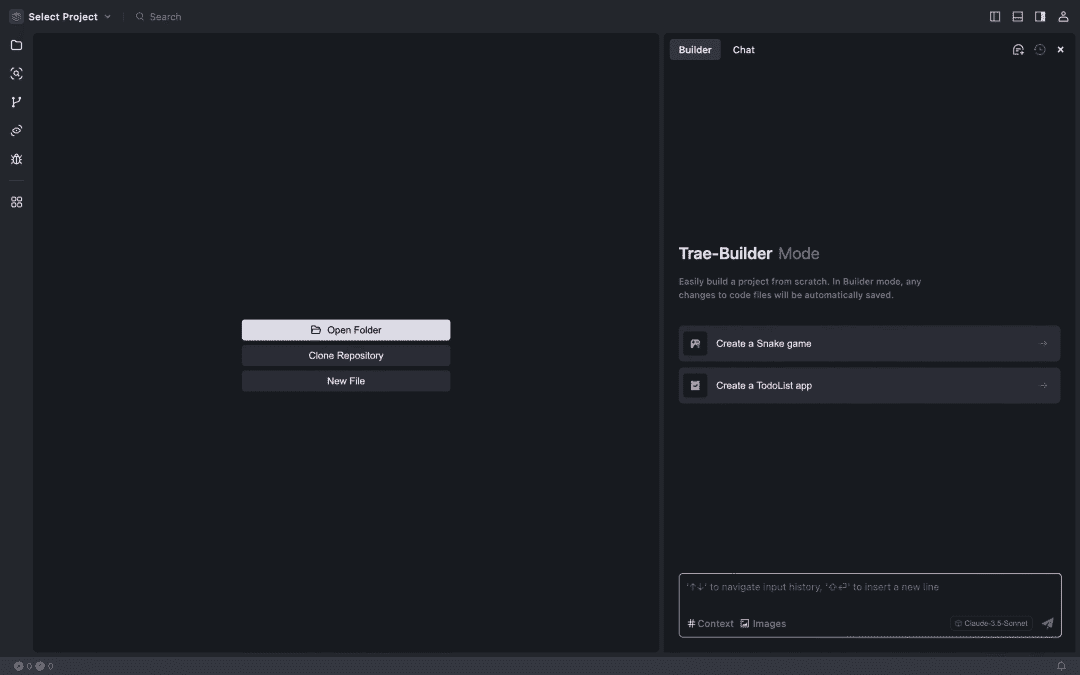 Select Project
Search
Builder
Chat
Trae-Builder Mode
Easily build a project from scratch. In Builder mode, any
changes to code files will be automatically saved.
Open Folder
Create a Snake game
Clone Repository
New File
Create a TodoList app
'↑↓' to navigate input history, '⇧⏎' to insert a new line
# Context
Images
Claude-3.5-Sonnet
0
0